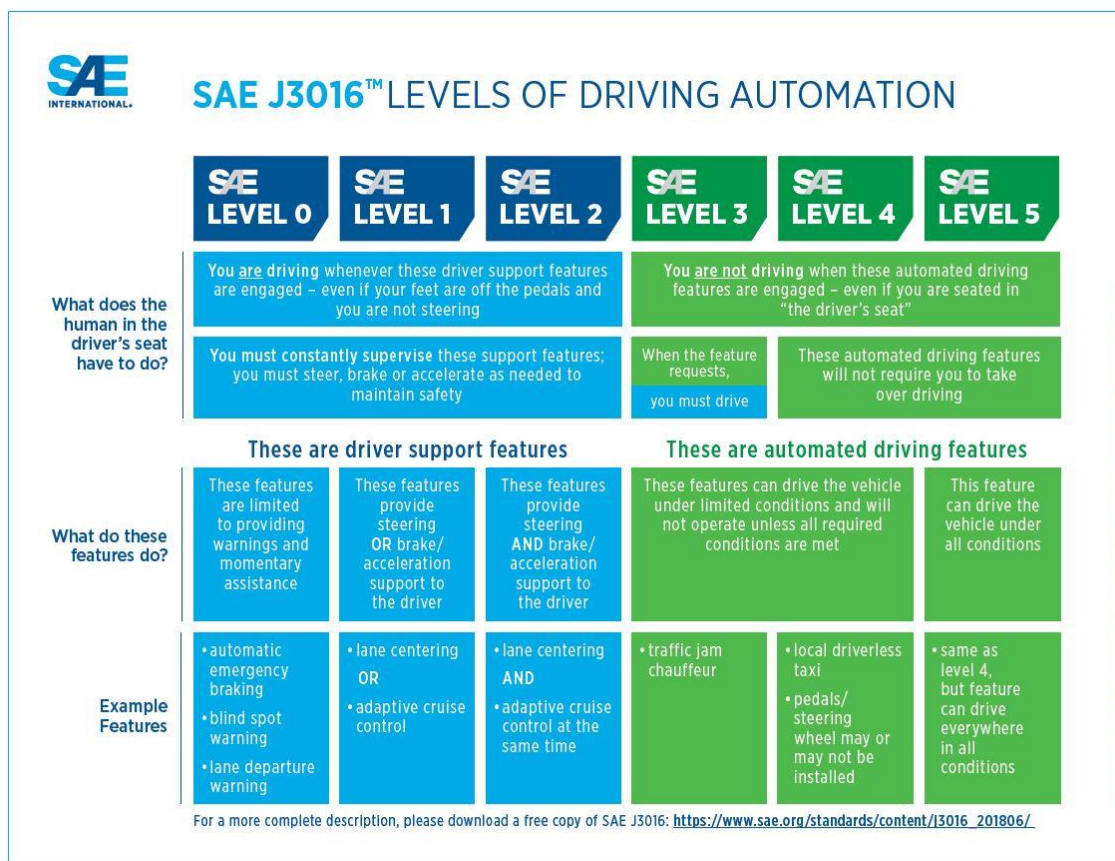 SAE
INTERNATIONAL®
SAE J3016™ LEVELS OF DRIVING AUTOMATION
SAE
LEVEL 0
SAE
LEVEL 1
SAE
LEVEL 2
SAE
LEVEL 3
SAE
LEVEL 4
SAE
LEVEL 5
What does the
human in the
driver's seat
have to do?
You are driving whenever these driver support features
are engaged – even if your feet are off the pedals and
you are not steering
You are not driving when these automated driving
features are engaged – even if you are seated in
“the driver's seat”
You must constantly supervise these support features;
you must steer, brake or accelerate as needed to
maintain safety
When the feature
requests,
you must drive
These automated driving features
will not require you to take
over driving
These are driver support features
These are automated driving features
What do these
features do?
These features
are limited
to providing
warnings and
momentary
assistance
These features
provide
steering
OR brake/
acceleration
support to
the driver
These features
provide
steering
AND brake/
acceleration
support to
the driver
These features can drive the vehicle
under limited conditions and will
not operate unless all required
conditions are met
This feature
can drive the
vehicle under
all conditions
Example
Features
•automatic
emergency
braking
•blind spot
warning
•lane departure
warning
•lane centering
OR
•adaptive cruise
control
•lane centering
AND
•adaptive cruise
control at the
same time
•traffic jam
chauffeur
•local driverless
taxi
•pedals/
steering
wheel may or
may not be
installed
•same as
level 4,
but feature
can drive
everywhere
in all
conditions
For a more complete description, please download a free copy of SAE J3016: https://www.sae.org/standards/content/j3016_201806/